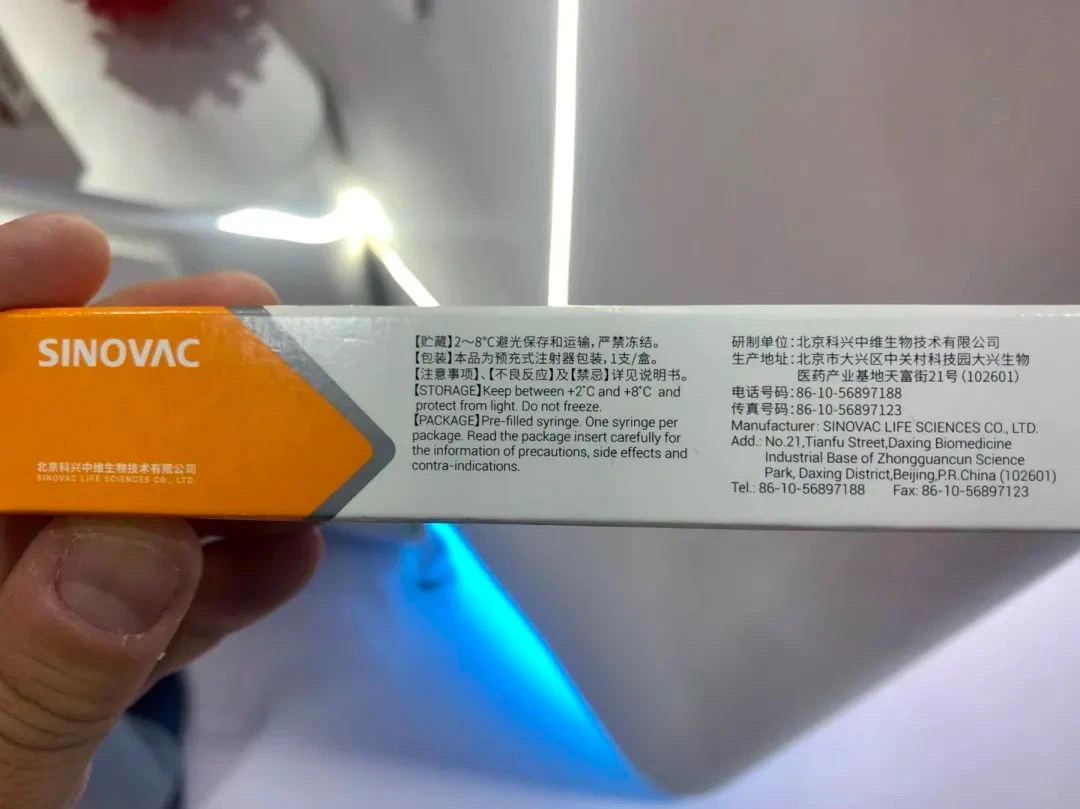 SINOVAC
北京科兴中维生物技术有限公司
SINOVAC LIFE SCIENCES CO., LTD.
【贮藏】2~8°C避光保存和运输,严禁冻结。
【包装】本品为预充式注射器包装,1支/盒。
【注意事项】、【不良反应】及【禁忌】详见说明书。
【STORAGE】Keep between +2°C and +8°C and
protect from light. Do not freeze.
【PACKAGE】Pre-filled syringe. One syringe per
package. Read the package insert carefully for
the information of precautions, side effects and
contra-indications.
研制单位:北京科兴中维生物技术有限公司
生产地址:北京市大兴区中关村科技园大兴生物
医药产业基地天富街21号(102601)
电话号码:86-10-56897188
传真号码:86-10-56897123
Manufacturer: SINOVAC LIFE SCIENCES CO., LTD.
Add.: No.21,Tianfu Street,Daxing Biomedicine
Industrial Base of Zhongguancun Science
Park, Daxing District,Beijing,P.R.China (102601)
Tel.: 86-10-56897188 Fax: 86-10-56897123